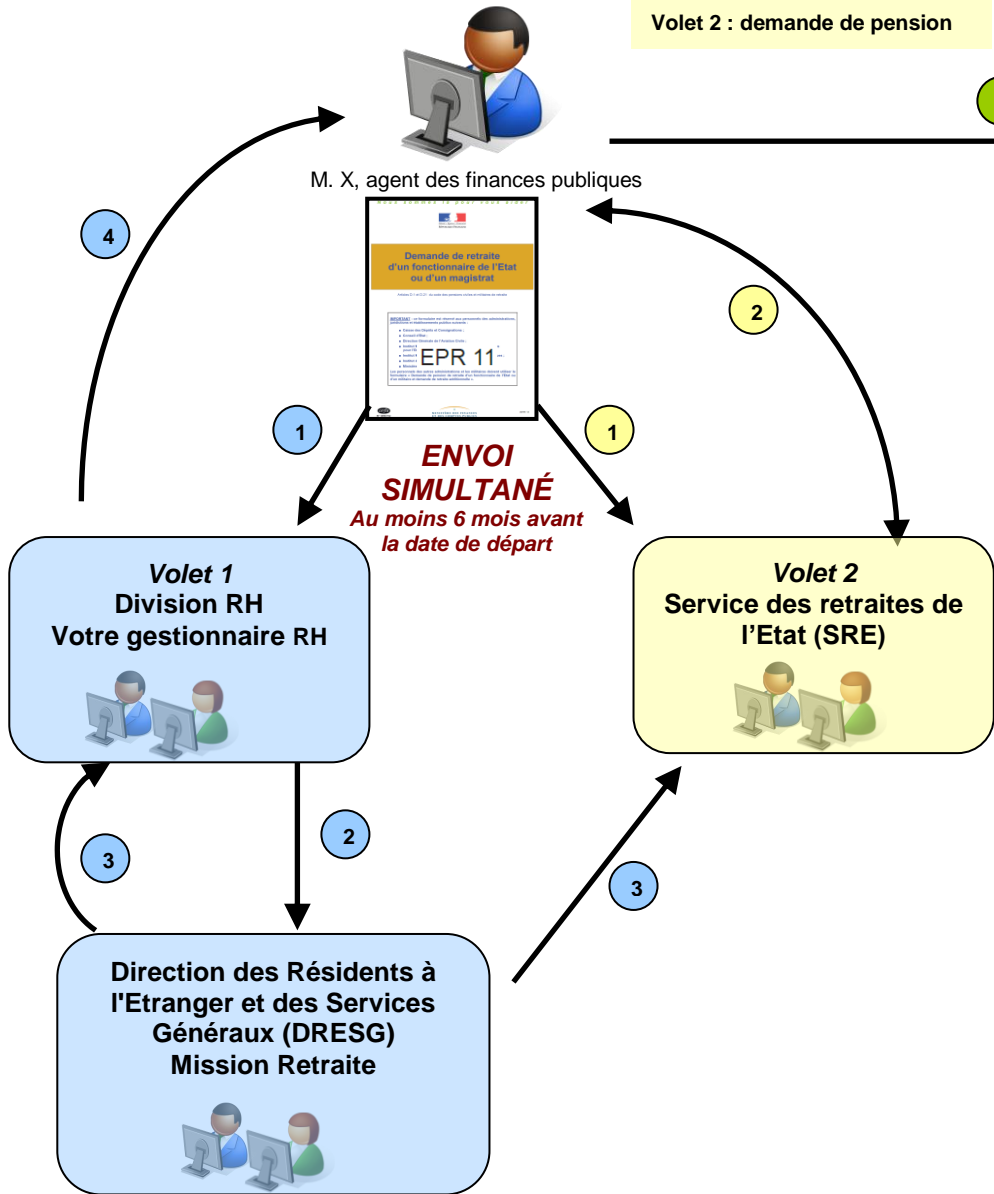 Volet 2 : demande de pension
M. X, agent des finances publiques
4
Demande de retraite
d'un fonctionnaire de l'Etat
ou d'un magistrat
2
EPR 11
1
1
ENVOI
SIMULTANÉ
Au moins 6 mois avant
la date de départ
Volet 1
Division RH
Votre gestionnaire RH
Volet 2
Service des retraites de
l'Etat (SRE)
3
2
3
Direction des Résidents à
l'Etranger et des Services
Généraux (DRESG)
Mission Retraite